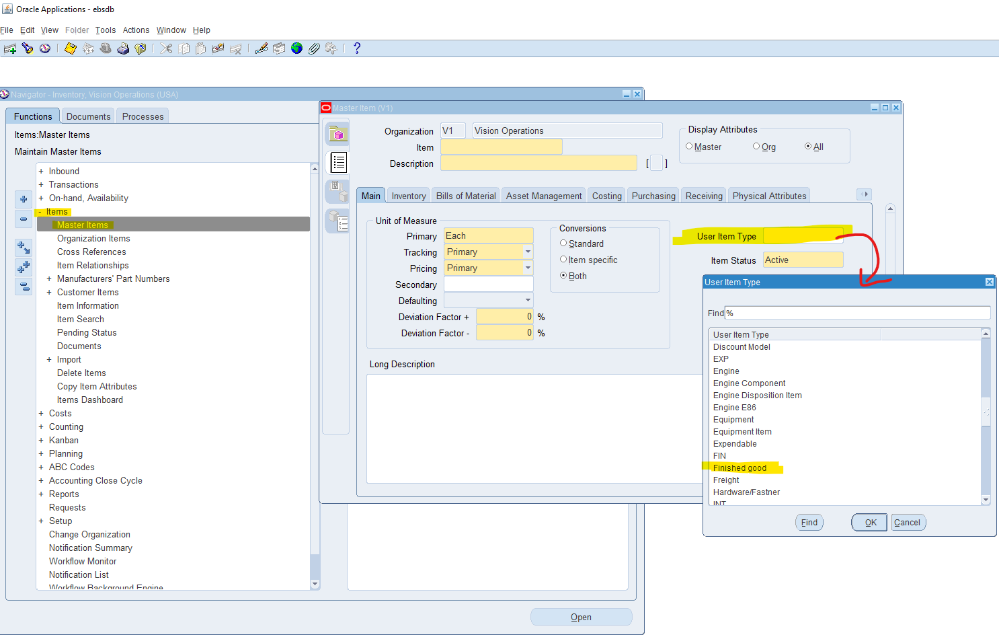 Oracle Applications - ebsdb
File Edit View Folder Tools Actions Window Help
Navigator - Inventory, Vision Operations (USA)
Functions Documents Processes
Items:Master Items
Maintain Master Items
+ Inbound
+ Transactions
+ On-hand, Availability
- Items
Master Items
Organization Items
Cross References
Item Relationships
+ Manufacturers' Part Numbers
+ Customer Items
Item Information
Item Search
Pending Status
Documents
+ Import
Delete Items
Copy Item Attributes
Items Dashboard
+ Costs
+ Counting
+ Kanban
+ Planning
+ ABC Codes
+ Accounting Close Cycle
+ Reports
Requests
+ Setup
Change Organization
Notification Summary
Workflow Monitor
Notification List
Workflow Background Engine
Open
Master Item (V1)
Organization V1 Vision Operations
Item
Description [ ]
Display Attributes
Master Org All
Main Inventory Bills of Material Asset Management Costing Purchasing Receiving Physical Attributes
Unit of Measure
Primary Each
Tracking Primary
Pricing Primary
Secondary
Defaulting
Deviation Factor + 0 %
Deviation Factor - 0 %
Conversions
Standard
Item specific
Both
User Item Type
Item Status Active
Long Description
User Item Type
Find %
User Item Type
Discount Model
EXP
Engine
Engine Component
Engine Disposition Item
Engine E86
Equipment
Equipment Item
Expendable
FIN
Finished good
Freight
Hardware/Fastner
INT
Find OK Cancel